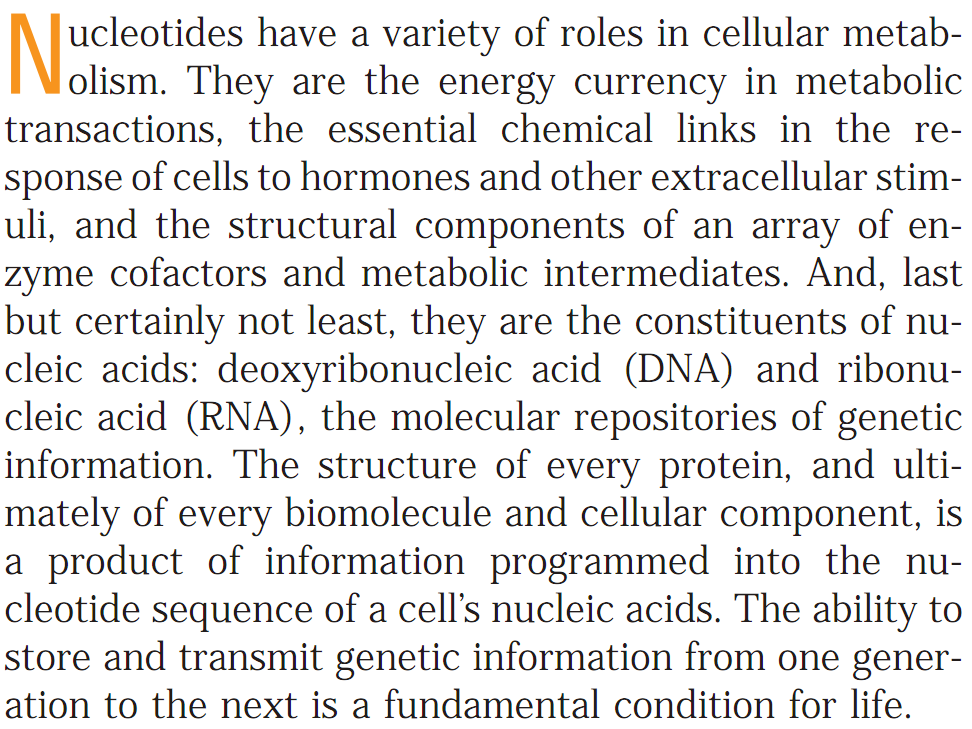 Nucleotides have a variety of roles in cellular metab-
olism. They are the energy currency in metabolic
transactions, the essential chemical links in the re-
sponse of cells to hormones and other extracellular stim-
uli, and the structural components of an array of en-
zyme cofactors and metabolic intermediates. And, last
but certainly not least, they are the constituents of nu-
cleic acids: deoxyribonucleic acid (DNA) and ribonu-
cleic acid (RNA), the molecular repositories of genetic
information. The structure of every protein, and ulti-
mately of every biomolecule and cellular component, is
a product of information programmed into the nu-
cleotide sequence of a cell’s nucleic acids. The ability to
store and transmit genetic information from one gener-
ation to the next is a fundamental condition for life.